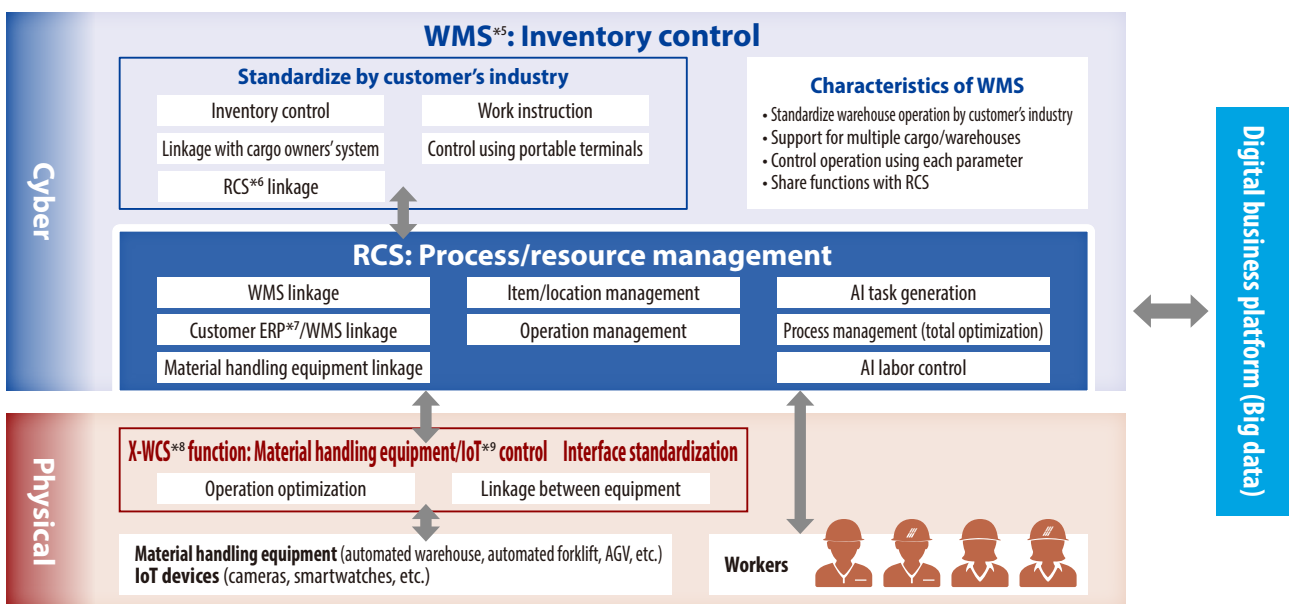 WMS*5: Inventory control
Standardize by customer's industry
Inventory control
Work instruction
Linkage with cargo owners' system
Control using portable terminals
RCS*6 linkage
Characteristics of WMS
• Standardize warehouse operation by customer's industry
• Support for multiple cargo/warehouses
• Control operation using each parameter
• Share functions with RCS
Cyber
RCS: Process/resource management
WMS linkage
Item/location management
AI task generation
Customer ERP*7/WMS linkage
Operation management
Process management (total optimization)
Material handling equipment linkage
AI labor control
Digital business platform (Big data)
Physical
X-WCS*8 function: Material handling equipment/IoT*9 control Interface standardization
Operation optimization
Linkage between equipment
Material handling equipment (automated warehouse, automated forklift, AGV, etc.)
IoT devices (cameras, smartwatches, etc.)
Workers